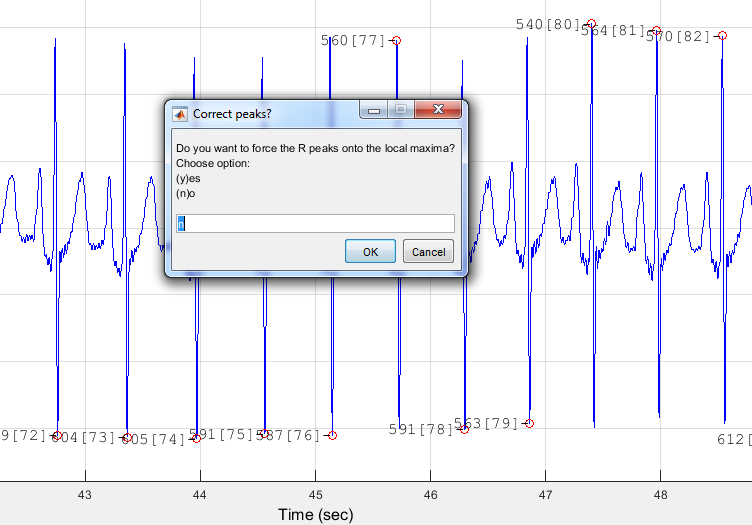 540[80]
564[81]
570[82]
560[77]
Correct peaks?
Do you want to force the R peaks onto the local maxima?
Choose option:
(y)es
(n)o
n
OK
Cancel
591[78]
563[79]
9[72]
604[73]
605[74]
591[75]
587[76]
612[
43 44 45 46 47 48
Time (sec)